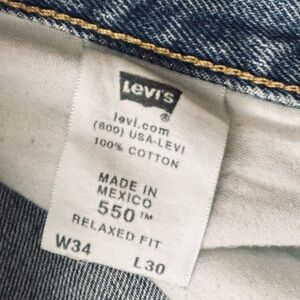 Levi's
®
levi.com
(800) USA-LEVI
100% COTTON
MADE IN
MEXICO
550™
RELAXED FIT
W34 L30